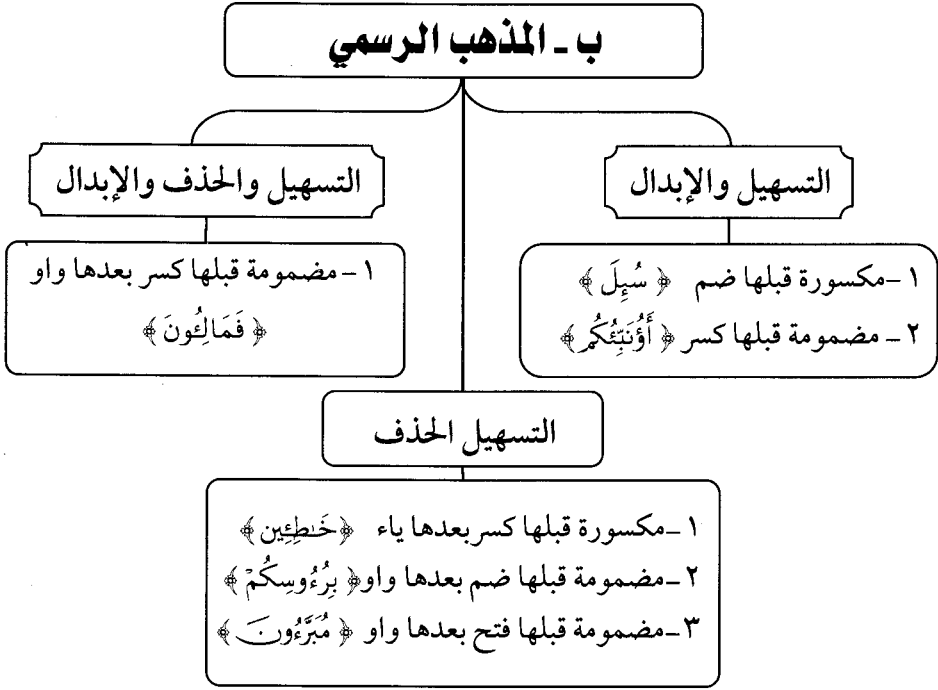 ب ـ المذهب الرسمي
التسهيل والإبدال
١ -مكسورة قبلها ضم ﴿ سُئِلَ ﴾
٢ ـ مضمومة قبلها كسر ﴿ أَؤُنَبِّئُكُم ﴾
التسهيل والحذف والإبدال
١ - مضمومة قبلها كسر بعدها واو
﴿ فَمَالِـُٔونَ ﴾
التسهيل الحذف
١ -مكسورة قبلها كسر بعدها ياء ﴿ خَـٰطِـِٔين ﴾
٢ -مضمومة قبلها ضم بعدها واو ﴿ بِرُءُوسِكُمْ ﴾
٣ -مضمومة قبلها فتح بعدها واو ﴿ مُبَرَّءُونَ ﴾